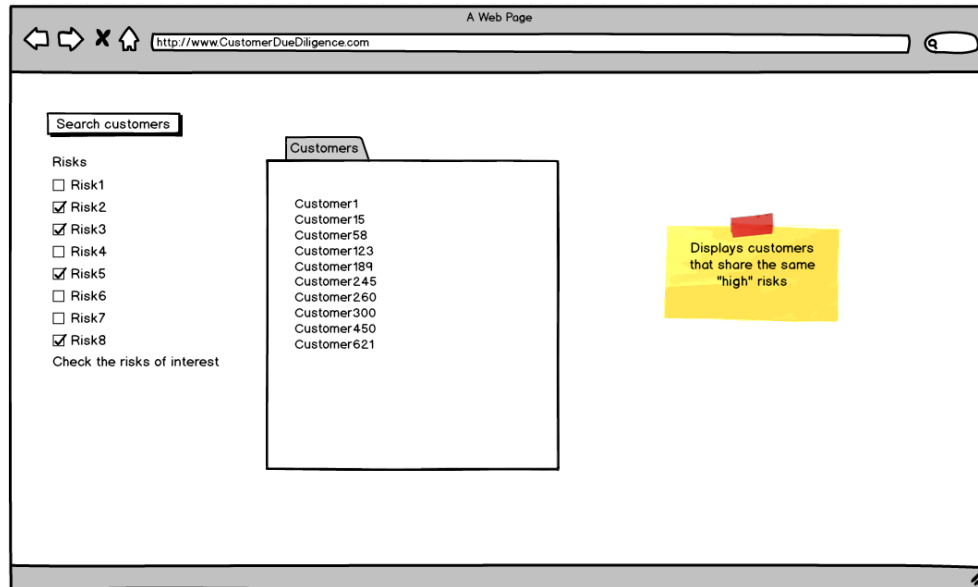 A Web Page
http://www.CustomerDueDiligence.com
Search customers
Risks
Risk1
Risk2
Risk3
Risk4
Risk5
Risk6
Risk7
Risk8
Check the risks of interest
Customers
Customer1
Customer15
Customer58
Customer123
Customer189
Customer245
Customer260
Customer300
Customer450
Customer621
Displays customers
that share the same
"high" risks